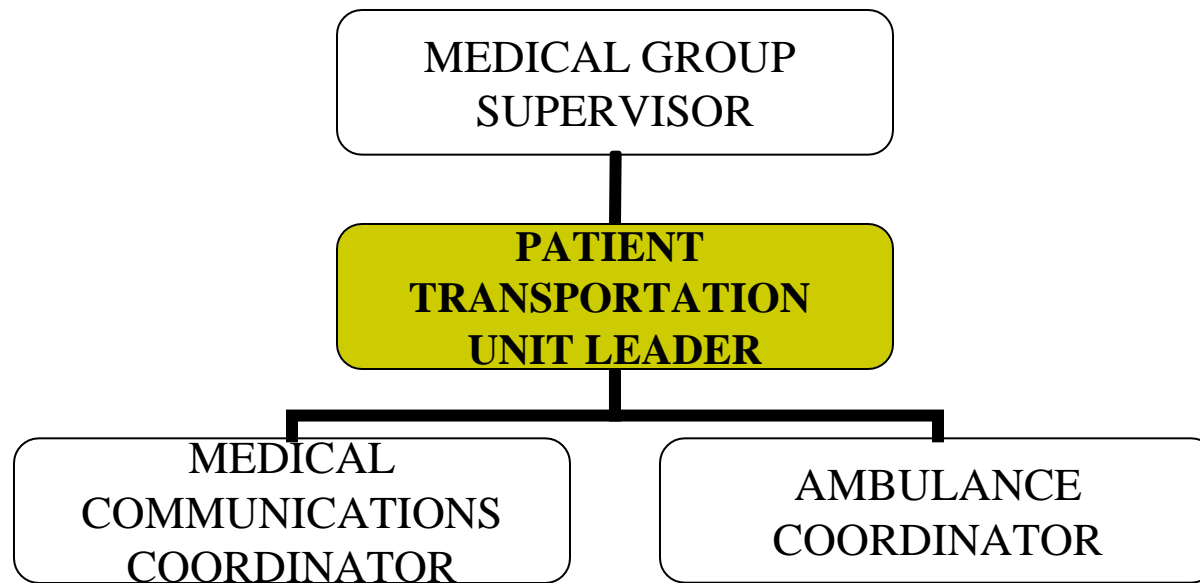 MEDICAL GROUP
SUPERVISOR
PATIENT
TRANSPORTATION
UNIT LEADER
MEDICAL
COMMUNICATIONS
COORDINATOR
AMBULANCE
COORDINATOR